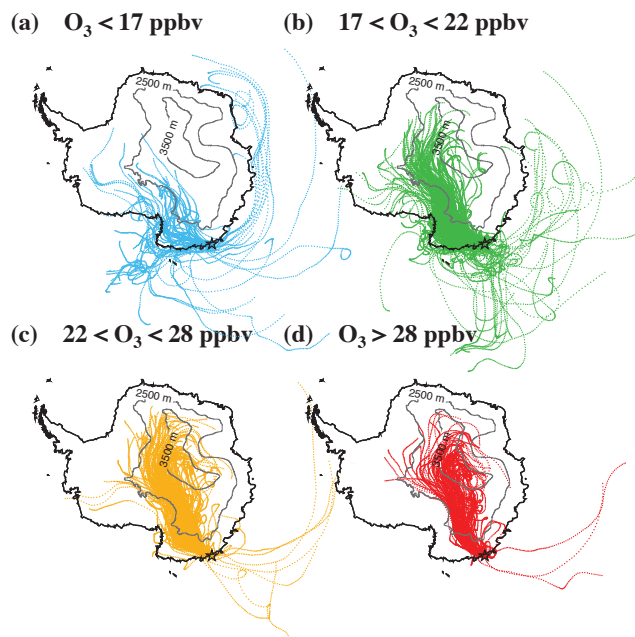 (a) O₃ < 17 ppbv
(b) 17 < O₃ < 22 ppbv
2500 m
3500 m
2500 m
3500 m
(c) 22 < O₃ < 28 ppbv
(d) O₃ > 28 ppbv
2500 m
3500 m
2500 m
3500 m